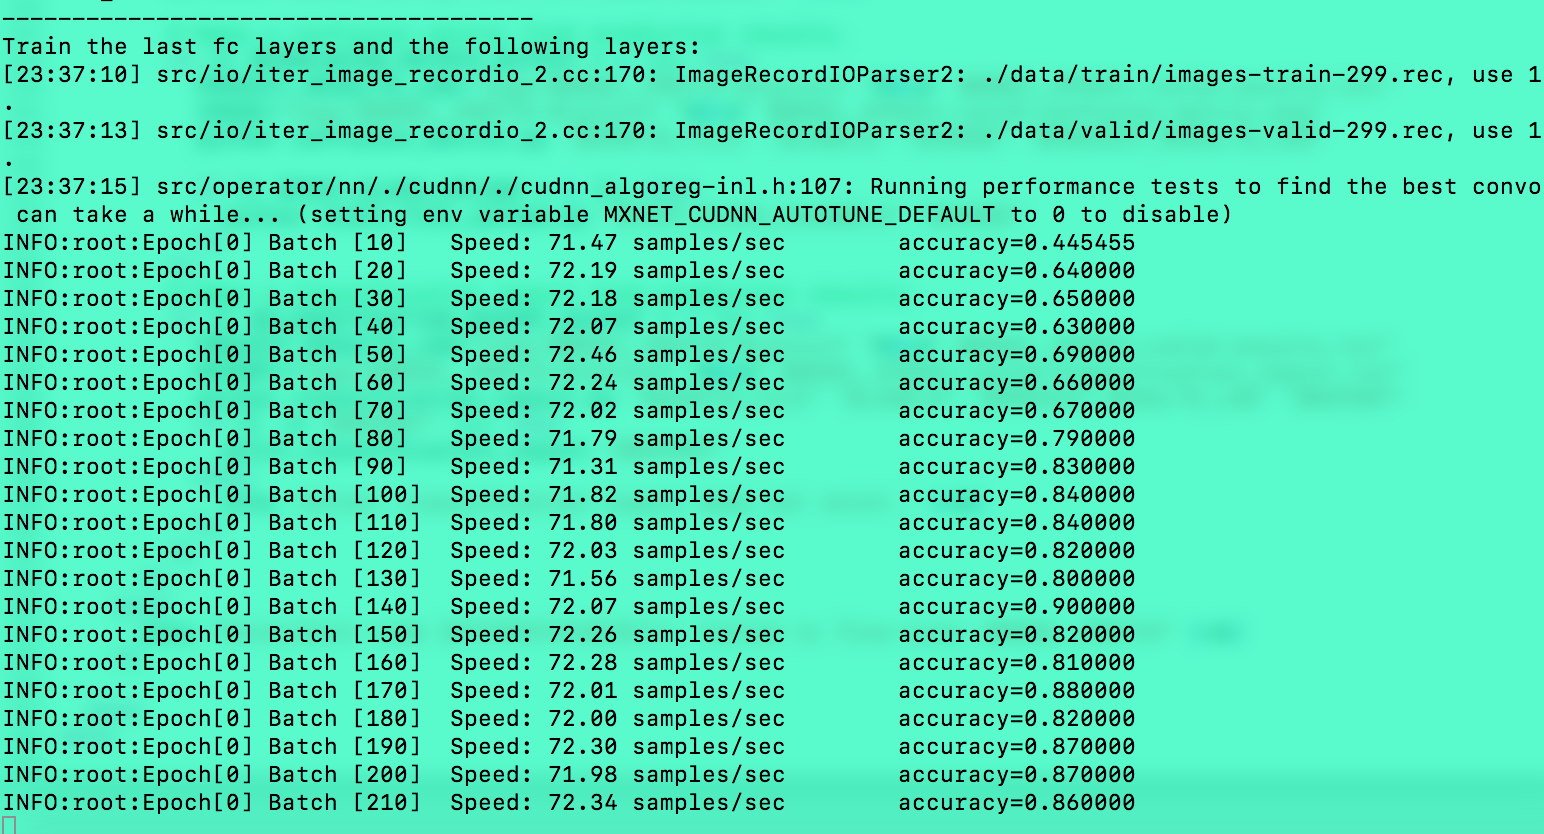 --------------------------------------
Train the last fc layers and the following layers:
[23:37:10] src/io/iter_image_recordio_2.cc:170: ImageRecordIOParser2: ./data/train/images-train-299.rec, use 1
.
[23:37:13] src/io/iter_image_recordio_2.cc:170: ImageRecordIOParser2: ./data/valid/images-valid-299.rec, use 1
.
[23:37:15] src/operator/nn/./cudnn/./cudnn_algoreg-inl.h:107: Running performance tests to find the best convo
 can take a while... (setting env variable MXNET_CUDNN_AUTOTUNE_DEFAULT to 0 to disable)
INFO:root:Epoch[0] Batch [10]	Speed: 71.47 samples/sec	accuracy=0.445455
INFO:root:Epoch[0] Batch [20]	Speed: 72.19 samples/sec	accuracy=0.640000
INFO:root:Epoch[0] Batch [30]	Speed: 72.18 samples/sec	accuracy=0.650000
INFO:root:Epoch[0] Batch [40]	Speed: 72.07 samples/sec	accuracy=0.630000
INFO:root:Epoch[0] Batch [50]	Speed: 72.46 samples/sec	accuracy=0.690000
INFO:root:Epoch[0] Batch [60]	Speed: 72.24 samples/sec	accuracy=0.660000
INFO:root:Epoch[0] Batch [70]	Speed: 72.02 samples/sec	accuracy=0.670000
INFO:root:Epoch[0] Batch [80]	Speed: 71.79 samples/sec	accuracy=0.790000
INFO:root:Epoch[0] Batch [90]	Speed: 71.31 samples/sec	accuracy=0.830000
INFO:root:Epoch[0] Batch [100]	Speed: 71.82 samples/sec	accuracy=0.840000
INFO:root:Epoch[0] Batch [110]	Speed: 71.80 samples/sec	accuracy=0.840000
INFO:root:Epoch[0] Batch [120]	Speed: 72.03 samples/sec	accuracy=0.820000
INFO:root:Epoch[0] Batch [130]	Speed: 71.56 samples/sec	accuracy=0.800000
INFO:root:Epoch[0] Batch [140]	Speed: 72.07 samples/sec	accuracy=0.900000
INFO:root:Epoch[0] Batch [150]	Speed: 72.26 samples/sec	accuracy=0.820000
INFO:root:Epoch[0] Batch [160]	Speed: 72.28 samples/sec	accuracy=0.810000
INFO:root:Epoch[0] Batch [170]	Speed: 72.01 samples/sec	accuracy=0.880000
INFO:root:Epoch[0] Batch [180]	Speed: 72.00 samples/sec	accuracy=0.820000
INFO:root:Epoch[0] Batch [190]	Speed: 72.30 samples/sec	accuracy=0.870000
INFO:root:Epoch[0] Batch [200]	Speed: 71.98 samples/sec	accuracy=0.870000
INFO:root:Epoch[0] Batch [210]	Speed: 72.34 samples/sec	accuracy=0.860000